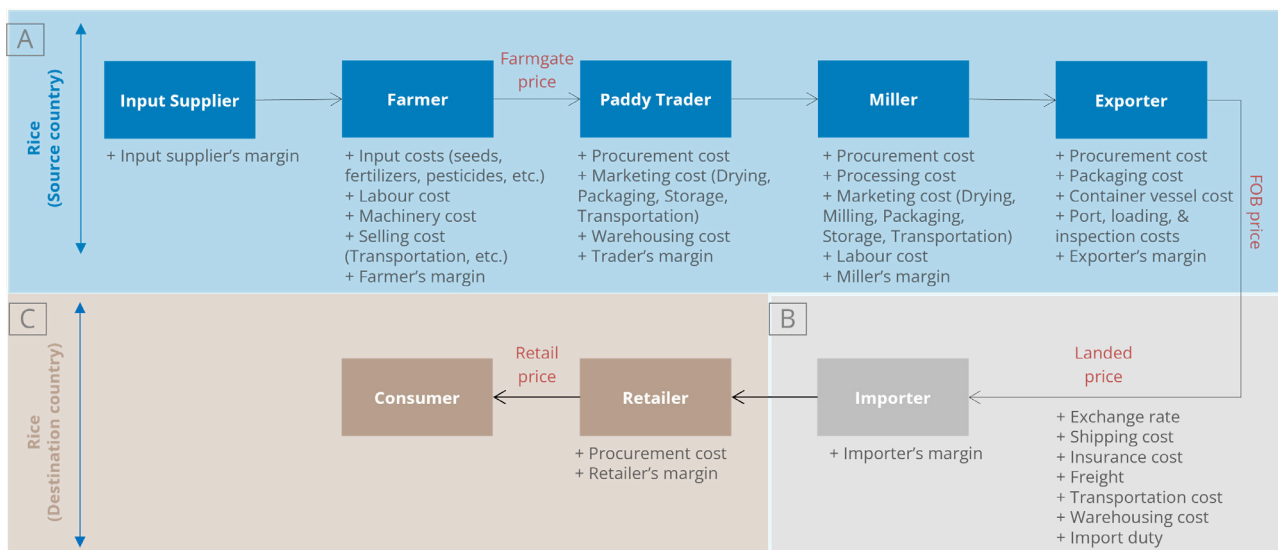 A
Rice
(Source country)
Input Supplier
+ Input supplier's margin
Farmer
+ Input costs (seeds,
fertilizers, pesticides, etc.)
+ Labour cost
+ Machinery cost
+ Selling cost
(Transportation, etc.)
+ Farmer's margin
Farmgate
price
Paddy Trader
+ Procurement cost
+ Marketing cost (Drying,
Packaging, Storage,
Transportation)
+ Warehousing cost
+ Trader's margin
Miller
+ Procurement cost
+ Processing cost
+ Marketing cost (Drying,
Milling, Packaging,
Storage, Transportation)
+ Labour cost
+ Miller's margin
Exporter
+ Procurement cost
+ Packaging cost
+ Container vessel cost
+ Port, loading, &
inspection costs
+ Exporter's margin
FOB price
B
Landed
price
+ Exchange rate
+ Shipping cost
+ Insurance cost
+ Freight
+ Transportation cost
+ Warehousing cost
+ Import duty
Importer
+ Importer's margin
C
Rice
(Destination country)
Retailer
+ Procurement cost
+ Retailer's margin
Retail
price
Consumer